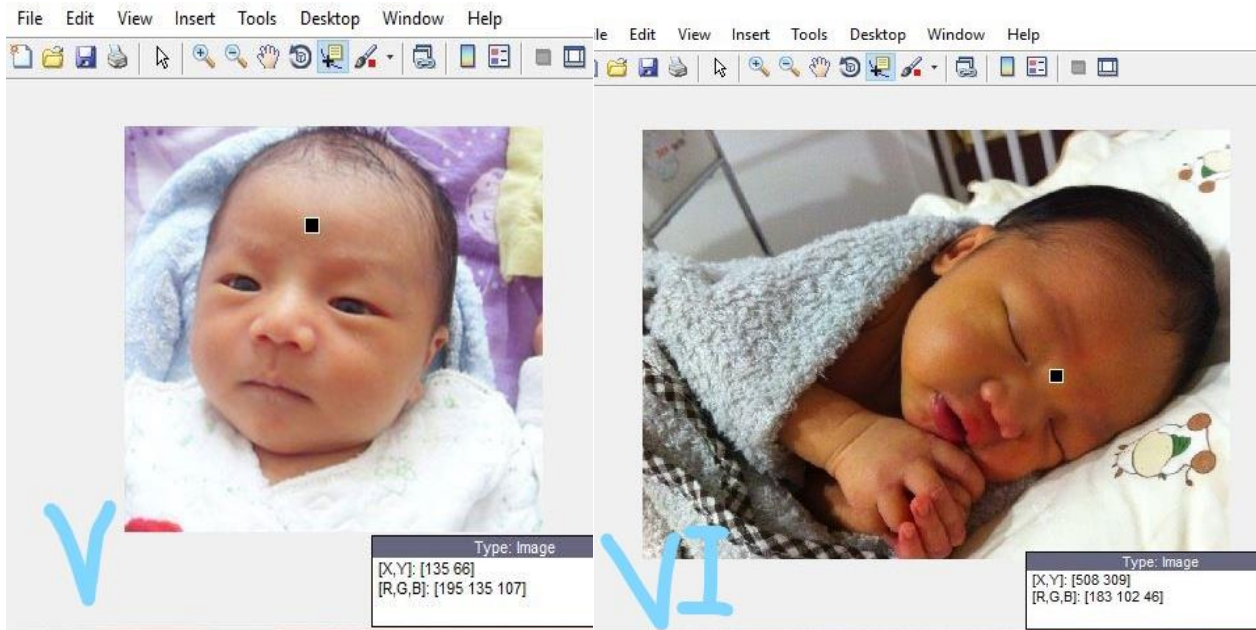 File Edit View Insert Tools Desktop Window Help
le Edit View Insert Tools Desktop Window Help
V
Type: Image
[X,Y]: [135 66]
[R,G,B]: [195 135 107]
VI
Type: Image
[X,Y]: [508 309]
[R,G,B]: [183 102 46]